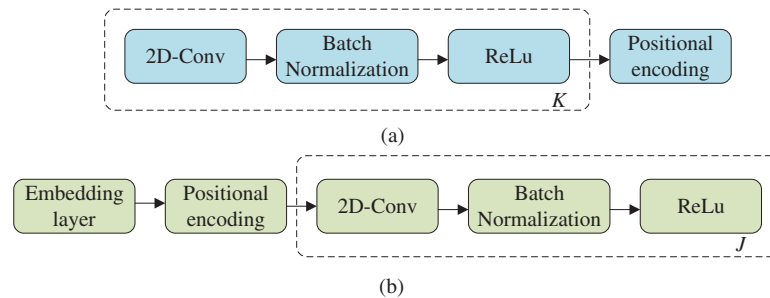 2D-Conv
Batch
Normalization
ReLu
Positional
encoding
K
(a)
Embedding
layer
Positional
encoding
2D-Conv
Batch
Normalization
ReLu
J
(b)